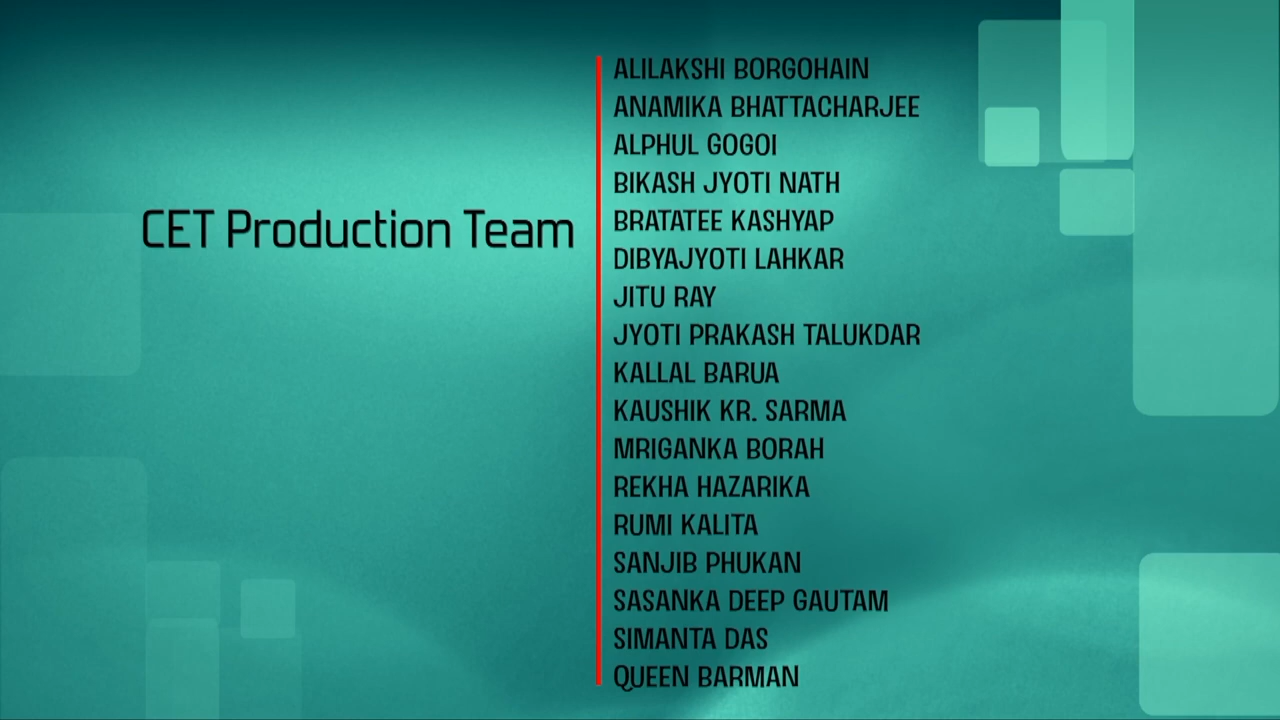 CET Production Team
ALILAKSHI BORGOHAIN
ANAMIKA BHATTACHARJEE
ALPHUL GOGOI
BIKASH JYOTI NATH
BRATATEE KASHYAP
DIBYAJYOTI LAHKAR
JITU RAY
JYOTI PRAKASH TALUKDAR
KALLAL BARUA
KAUSHIK KR. SARMA
MRIGANKA BORAH
REKHA HAZARIKA
RUMI KALITA
SANJIB PHUKAN
SASANKA DEEP GAUTAM
SIMANTA DAS
QUEEN BARMAN